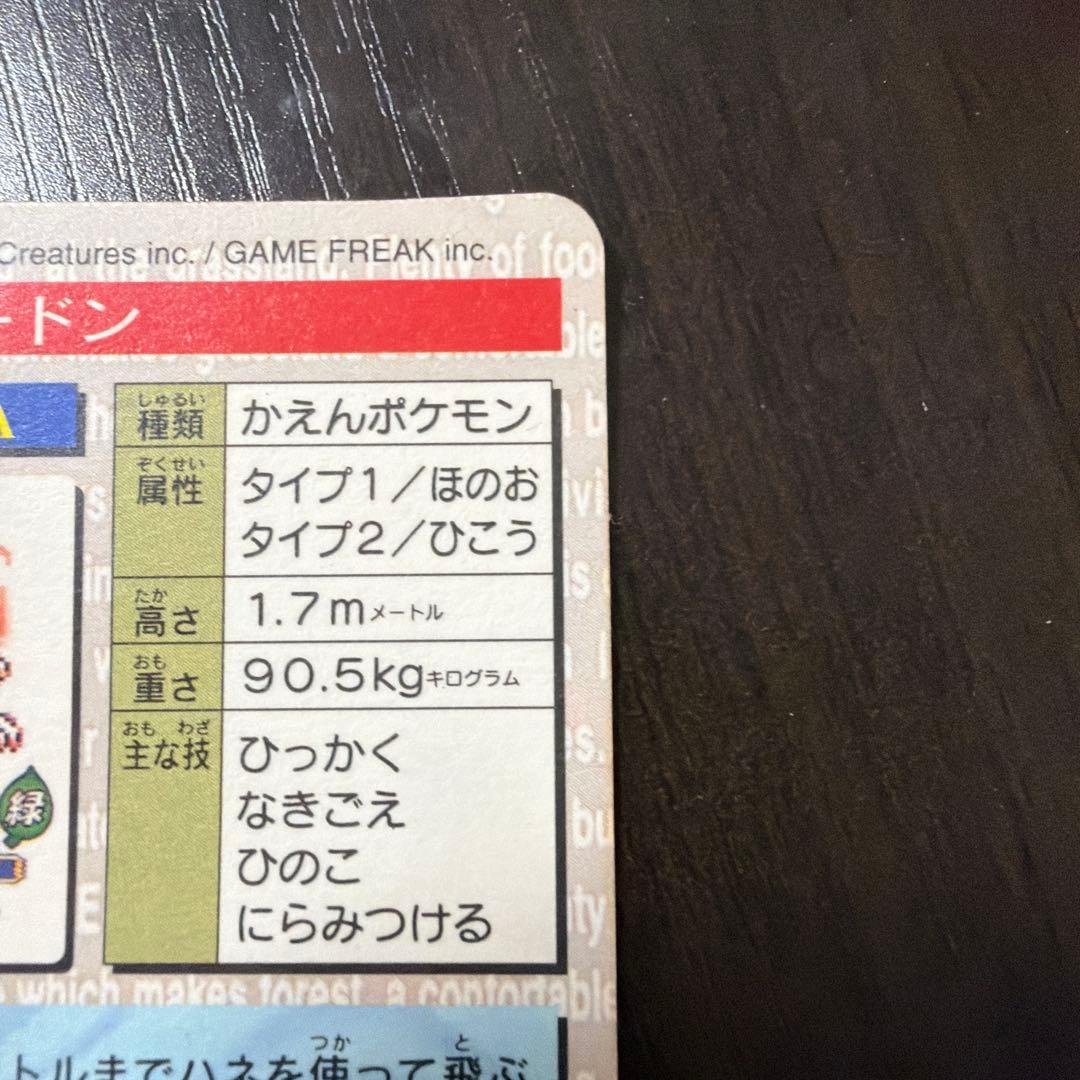 Creatures inc. / GAME FREAK inc.
ードン
A
しゅるい
種類 かえんポケモン
ぞくせい
属性 タイプ1/ほのお
タイプ2/ひこう
たか
高さ 1.7mメートル
おも
重さ 90.5kgキログラム
おも わざ
主な技 ひっかく
なきごえ
ひのこ
にらみつける
緑
which makes forest a confortable
つか と
トルまでハネを使って飛ぶ